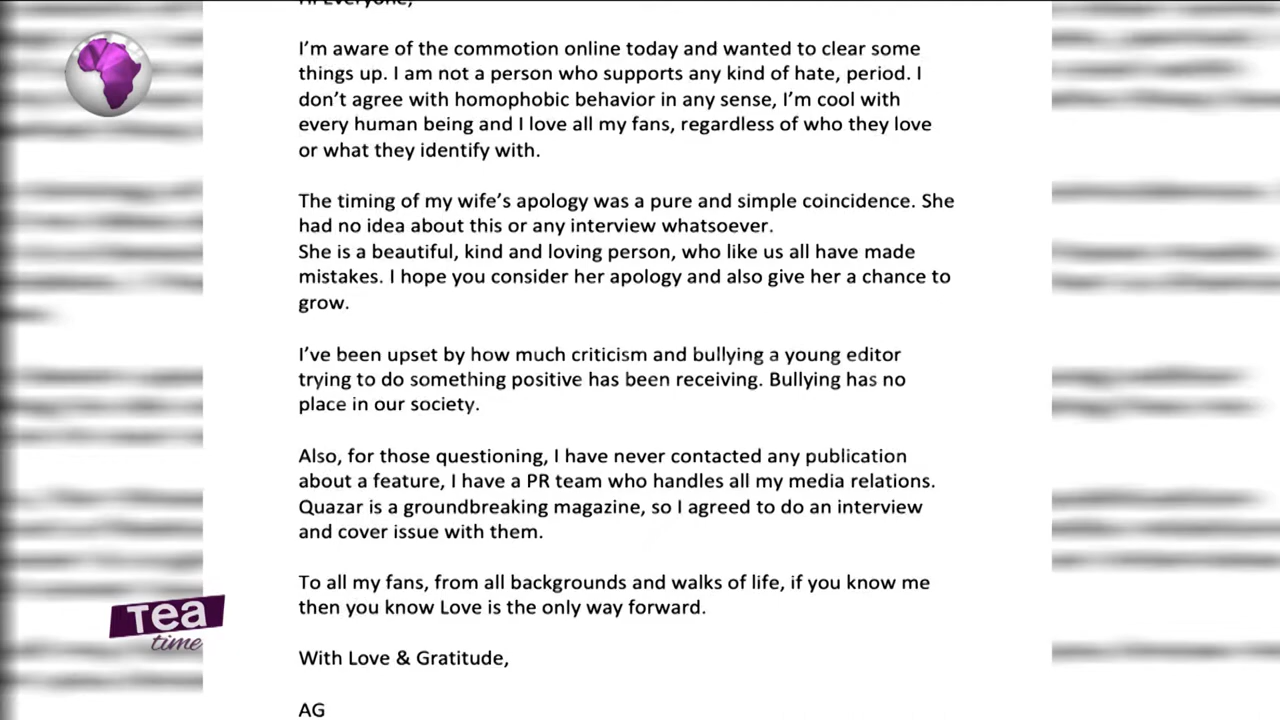 Hi Everyone,
I'm aware of the commotion online today and wanted to clear some
things up. I am not a person who supports any kind of hate, period. I
don't agree with homophobic behavior in any sense, I'm cool with
every human being and I love all my fans, regardless of who they love
or what they identify with.
The timing of my wife's apology was a pure and simple coincidence. She
had no idea about this or any interview whatsoever.
She is a beautiful, kind and loving person, who like us all have made
mistakes. I hope you consider her apology and also give her a chance to
grow.
I've been upset by how much criticism and bullying a young editor
trying to do something positive has been receiving. Bullying has no
place in our society.
Also, for those questioning, I have never contacted any publication
about a feature, I have a PR team who handles all my media relations.
Quazar is a groundbreaking magazine, so I agreed to do an interview
and cover issue with them.
To all my fans, from all backgrounds and walks of life, if you know me
then you know Love is the only way forward.
With Love & Gratitude,
AG
Tea
time